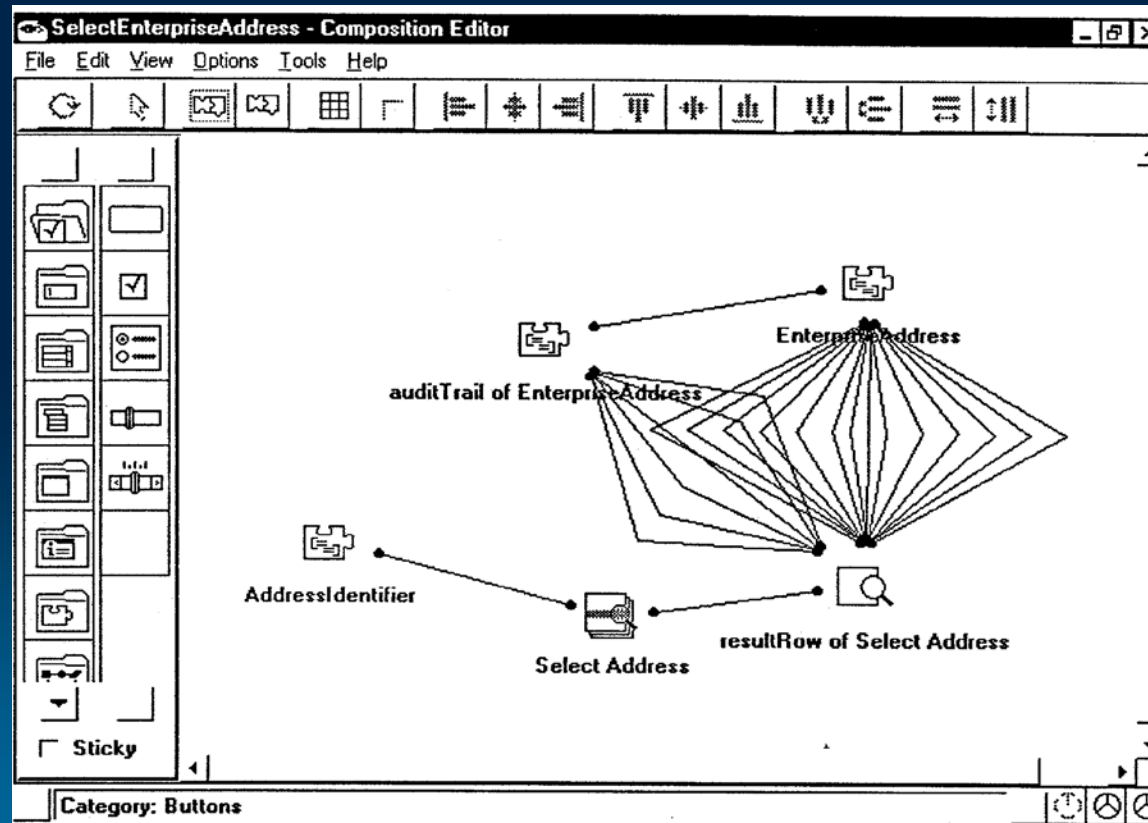 SelectEnterpriseAddress - Composition Editor
File Edit View Options Tools Help
EnterpriseAddress
auditTrail of EnterpriseAddress
AddressIdentifier
resultRow of Select Address
Select Address
Sticky
Category: Buttons